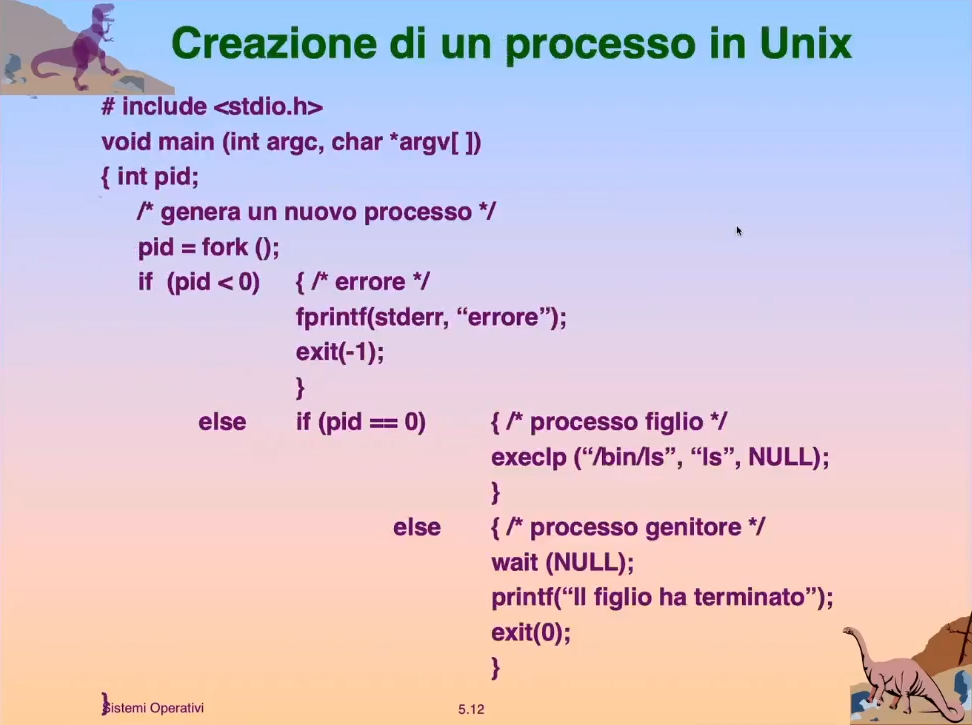 Creazione di un processo in Unix
# include <stdio.h>
void main (int argc, char *argv[ ])
{ int pid;
/* genera un nuovo processo */
pid = fork ();
if (pid < 0) { /* errore */
fprintf(stderr, “errore”);
exit(-1);
}
else if (pid == 0) { /* processo figlio */
execlp (“/bin/ls”, “ls”, NULL);
}
else { /* processo genitore */
wait (NULL);
printf(“Il figlio ha terminato”);
exit(0);
}
}
Sistemi Operativi 5.12